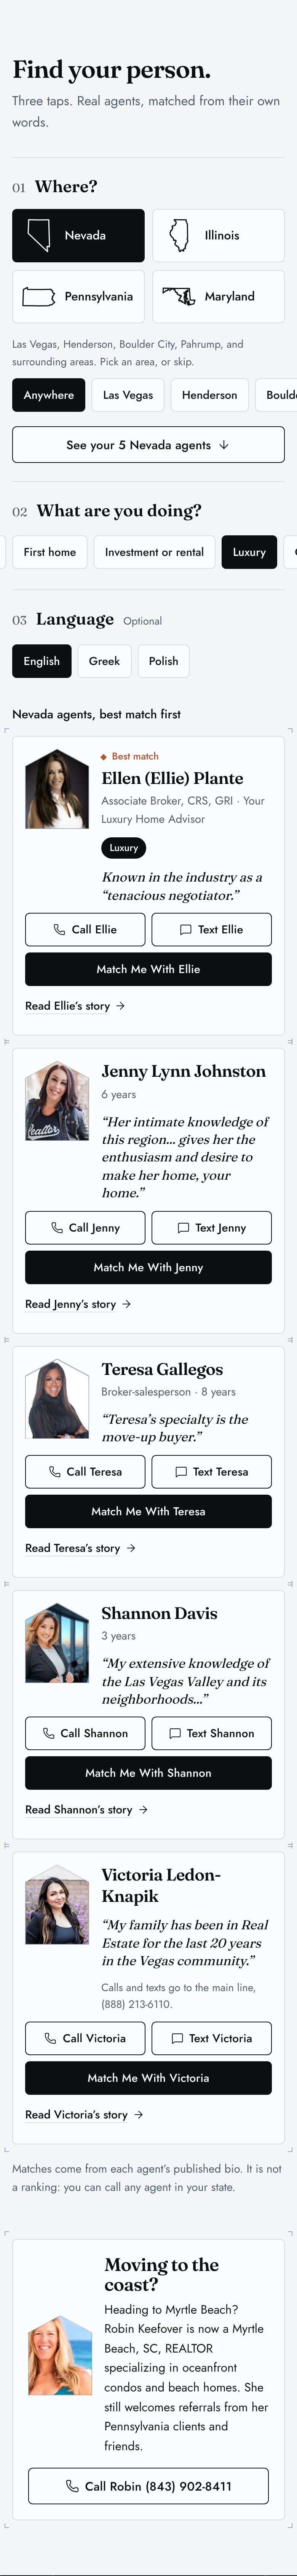 Find your person.
Three taps. Real agents, matched from their own
words.
01 Where?
Nevada
Illinois
Pennsylvania
Maryland
Las Vegas, Henderson, Boulder City, Pahrump, and
surrounding areas. Pick an area, or skip.
Anywhere
Las Vegas
Henderson
See your 5 Nevada agents ↓
02 What are you doing?
First home
Investment or rental
Luxury
03 Language Optional
English
Greek
Polish
Nevada agents, best match first
Best match
Ellen (Ellie) Plante
Associate Broker, CRS, GRI · Your
Luxury Home Advisor
Luxury
Known in the industry as a
“tenacious negotiator.”
Call Ellie
Text Ellie
Match Me With Ellie
Read Ellie’s story →
Jenny Lynn Johnston
6 years
“Her intimate knowledge of
this region... gives her the
enthusiasm and desire to
make her home, your
home.”
Call Jenny
Text Jenny
Match Me With Jenny
Read Jenny’s story →
Teresa Gallegos
Broker-salesperson · 8 years
“Teresa’s specialty is the
move-up buyer.”
Call Teresa
Text Teresa
Match Me With Teresa
Read Teresa’s story →
Shannon Davis
3 years
“My extensive knowledge of
the Las Vegas Valley and its
neighborhoods...”
Call Shannon
Text Shannon
Match Me With Shannon
Read Shannon’s story →
Victoria Ledon-
Knapik
“My family has been in Real
Estate for the last 20 years
in the Vegas community.”
Calls and texts go to the main line,
(888) 213-6110.
Call Victoria
Text Victoria
Match Me With Victoria
Read Victoria’s story →
Matches come from each agent’s published bio. It is not
a ranking: you can call any agent in your state.
Moving to the
coast?
Heading to Myrtle Beach?
Robin Keefover is now a Myrtle
Beach, SC, REALTOR
specializing in oceanfront
condos and beach homes. She
still welcomes referrals from her
Pennsylvania clients and
friends.
Call Robin (843) 902-8411